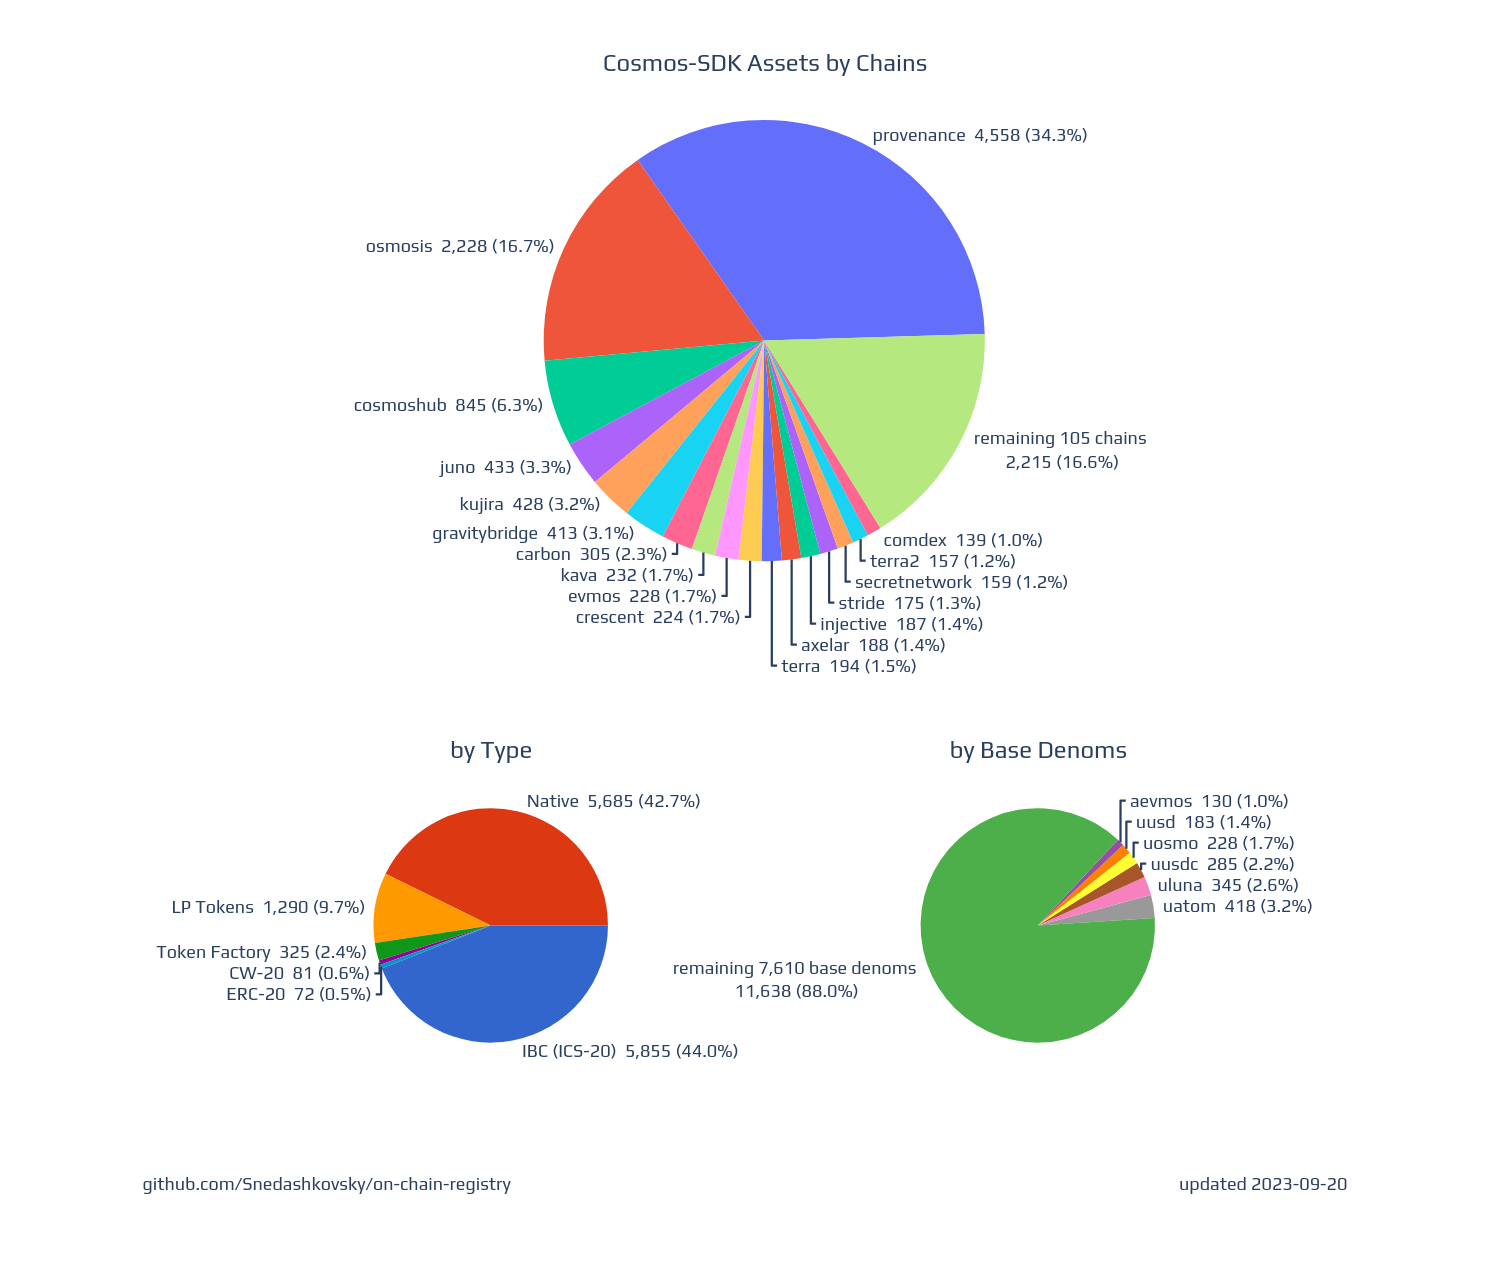 Cosmos-SDK Assets by Chains
provenance 4,558 (34.3%)
osmosis 2,228 (16.7%)
cosmoshub 845 (6.3%)
remaining 105 chains
2,215 (16.6%)
juno 433 (3.3%)
kujira 428 (3.2%)
gravitybridge 413 (3.1%)
carbon 305 (2.3%)
kava 232 (1.7%)
evmos 228 (1.7%)
crescent 224 (1.7%)
comdex 139 (1.0%)
terra2 157 (1.2%)
secretnetwork 159 (1.2%)
stride 175 (1.3%)
injective 187 (1.4%)
axelar 188 (1.4%)
terra 194 (1.5%)
by Type
Native 5,685 (42.7%)
LP Tokens 1,290 (9.7%)
Token Factory 325 (2.4%)
CW-20 81 (0.6%)
ERC-20 72 (0.5%)
IBC (ICS-20) 5,855 (44.0%)
by Base Denoms
aevmos 130 (1.0%)
uusd 183 (1.4%)
uosmo 228 (1.7%)
uusdc 285 (2.2%)
uluna 345 (2.6%)
uatom 418 (3.2%)
remaining 7,610 base denoms
11,638 (88.0%)
github.com/Snedashkovsky/on-chain-registry
updated 2023-09-20